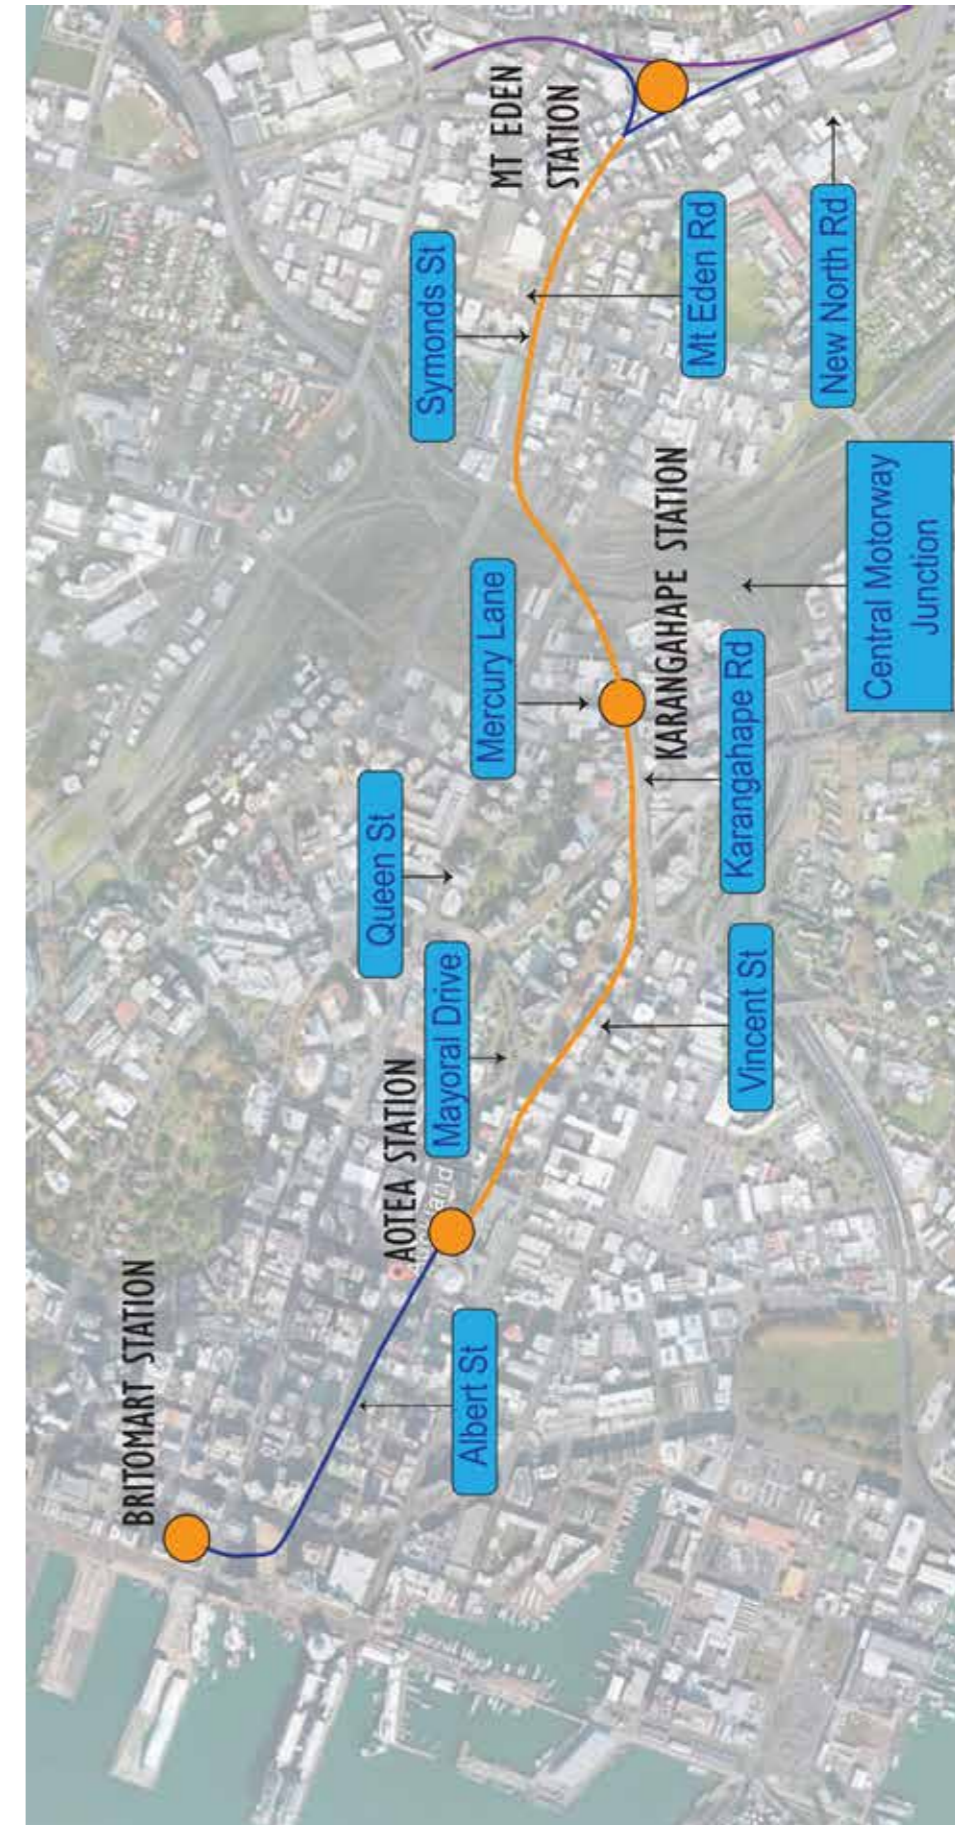 BRITOMART STATION
Albert St
AOTEA STATION
Mayoral Drive
Vincent St
Queen St
Karangahape Rd
Mercury Lane
KARANGAHAPE STATION
Central Motorway
Junction
Symonds St
Mt Eden Rd
MT EDEN
STATION
New North Rd